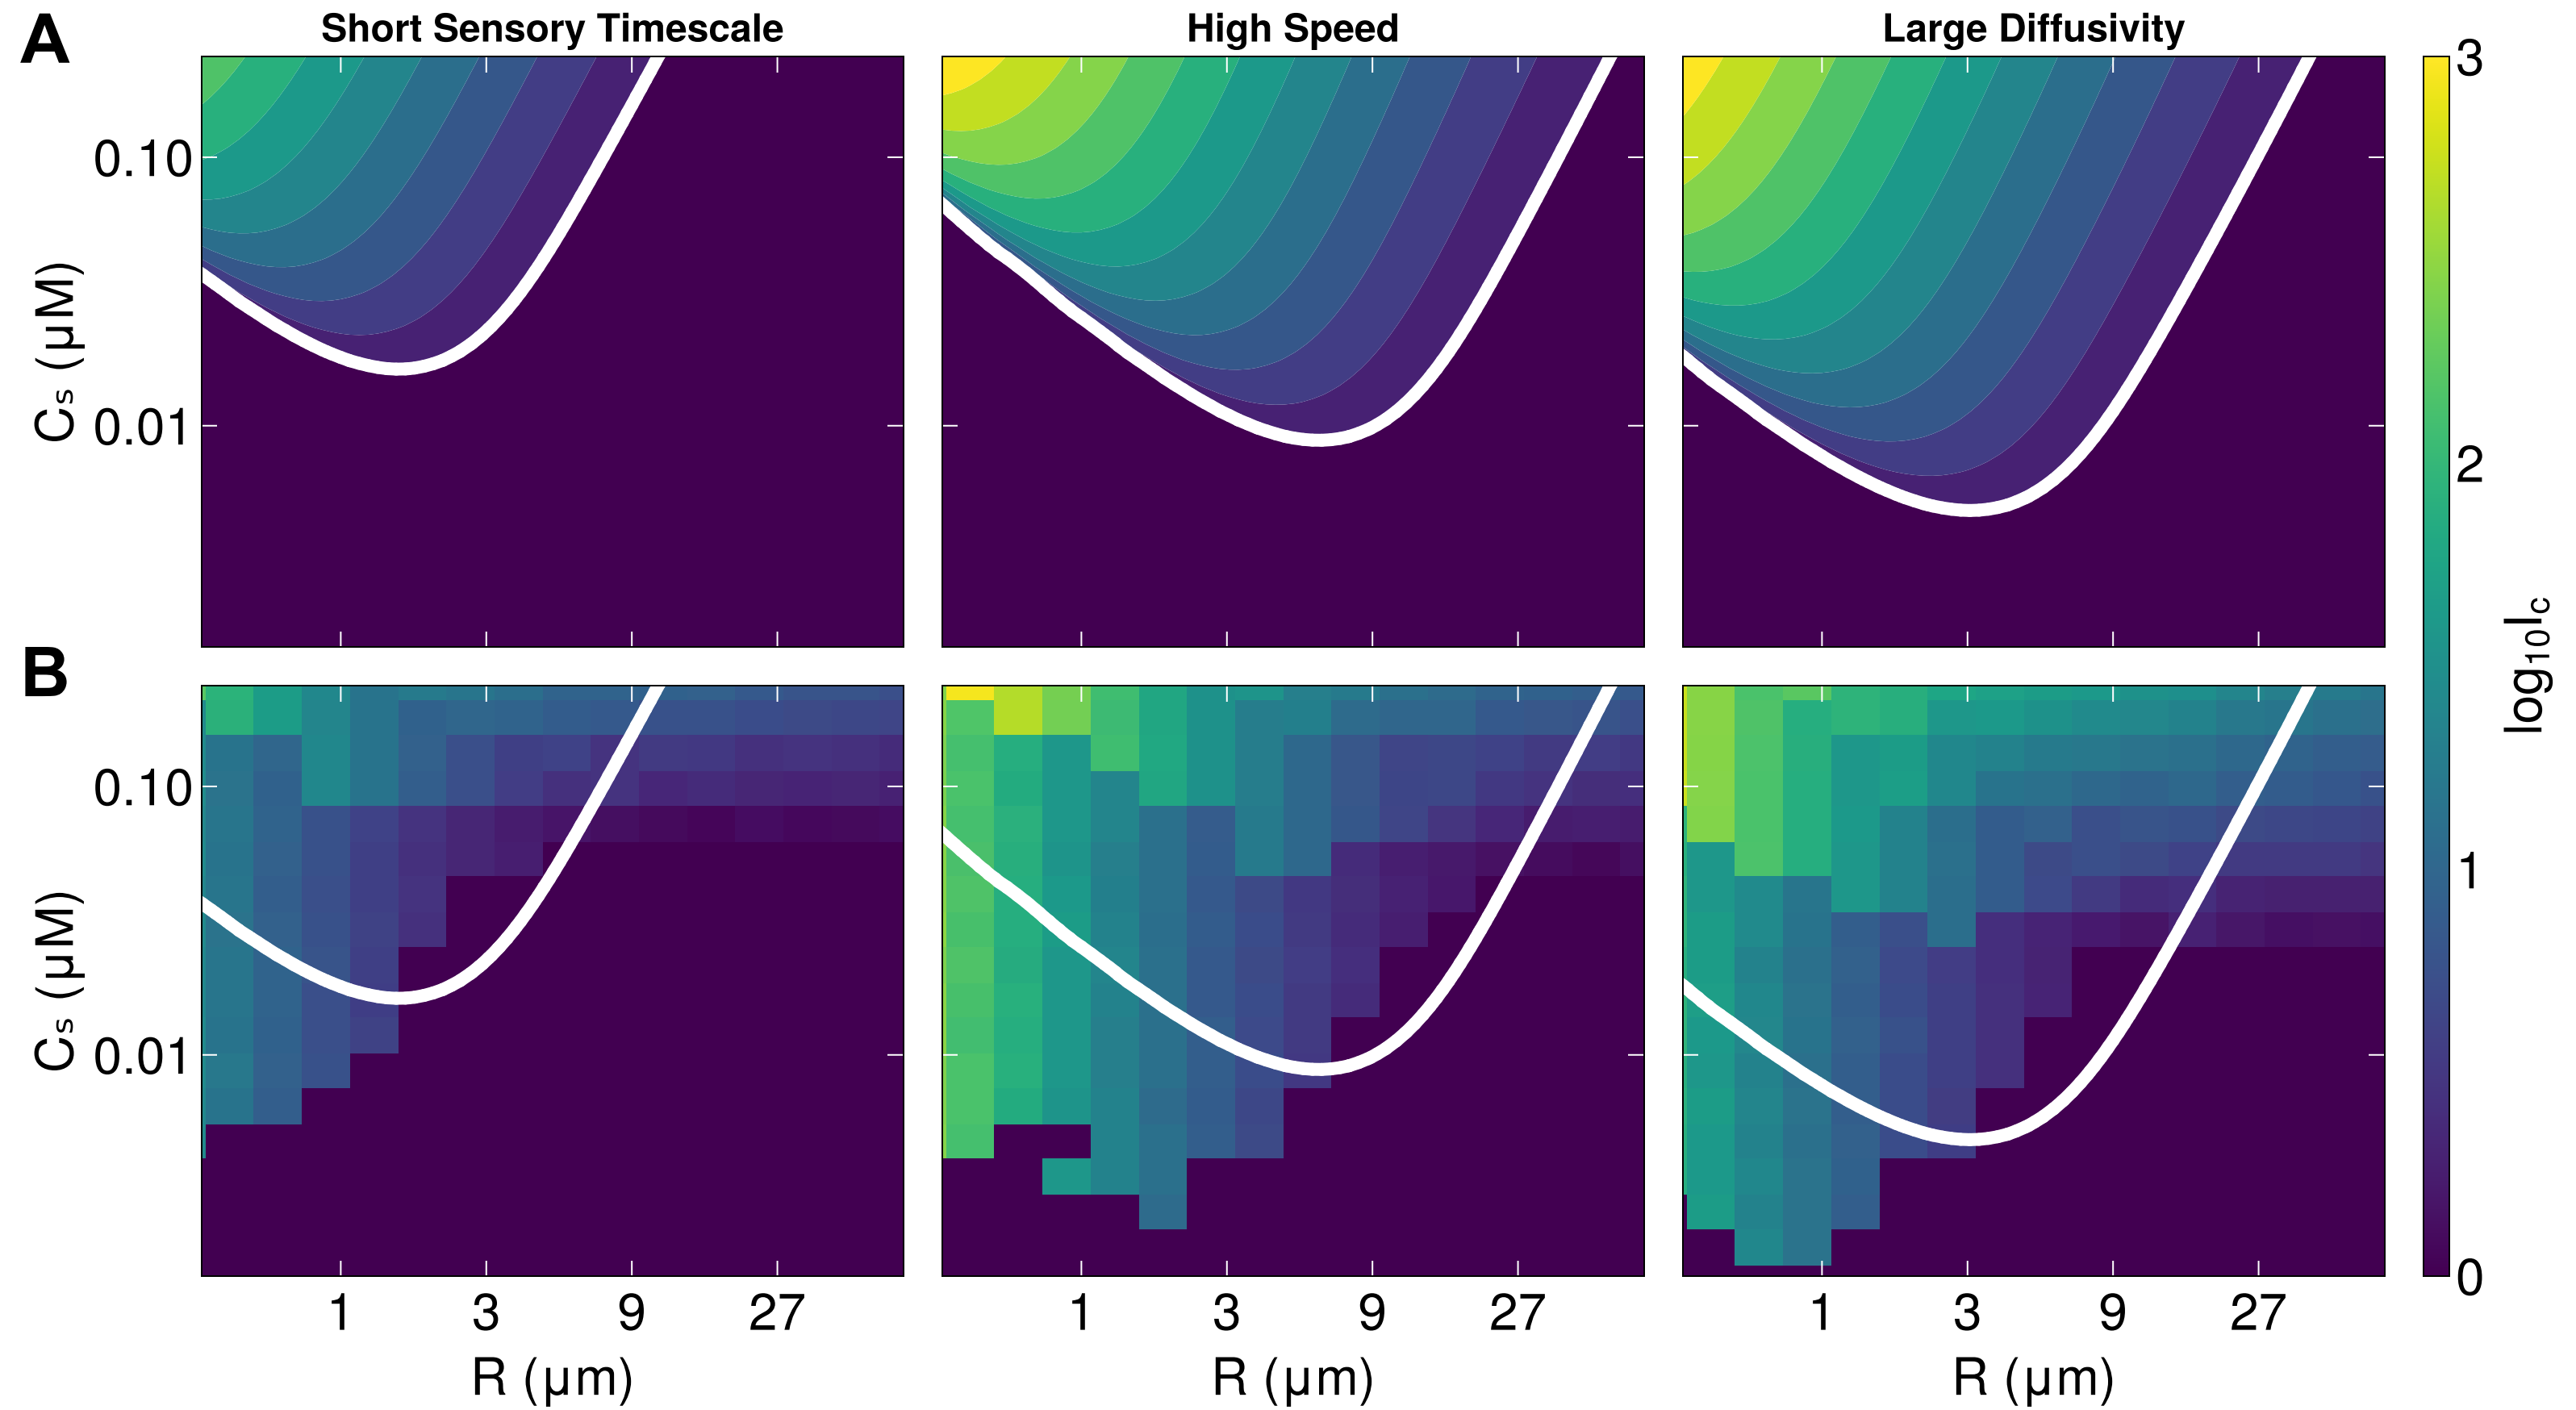 A
Short Sensory Timescale
High Speed
Large Diffusivity
0.10
0.01
Cₛ (μM)
3
2
1
0
log₁₀I꜀
B
0.10
0.01
Cₛ (μM)
1 3 9 27
1 3 9 27
1 3 9 27
R (μm)
R (μm)
R (μm)